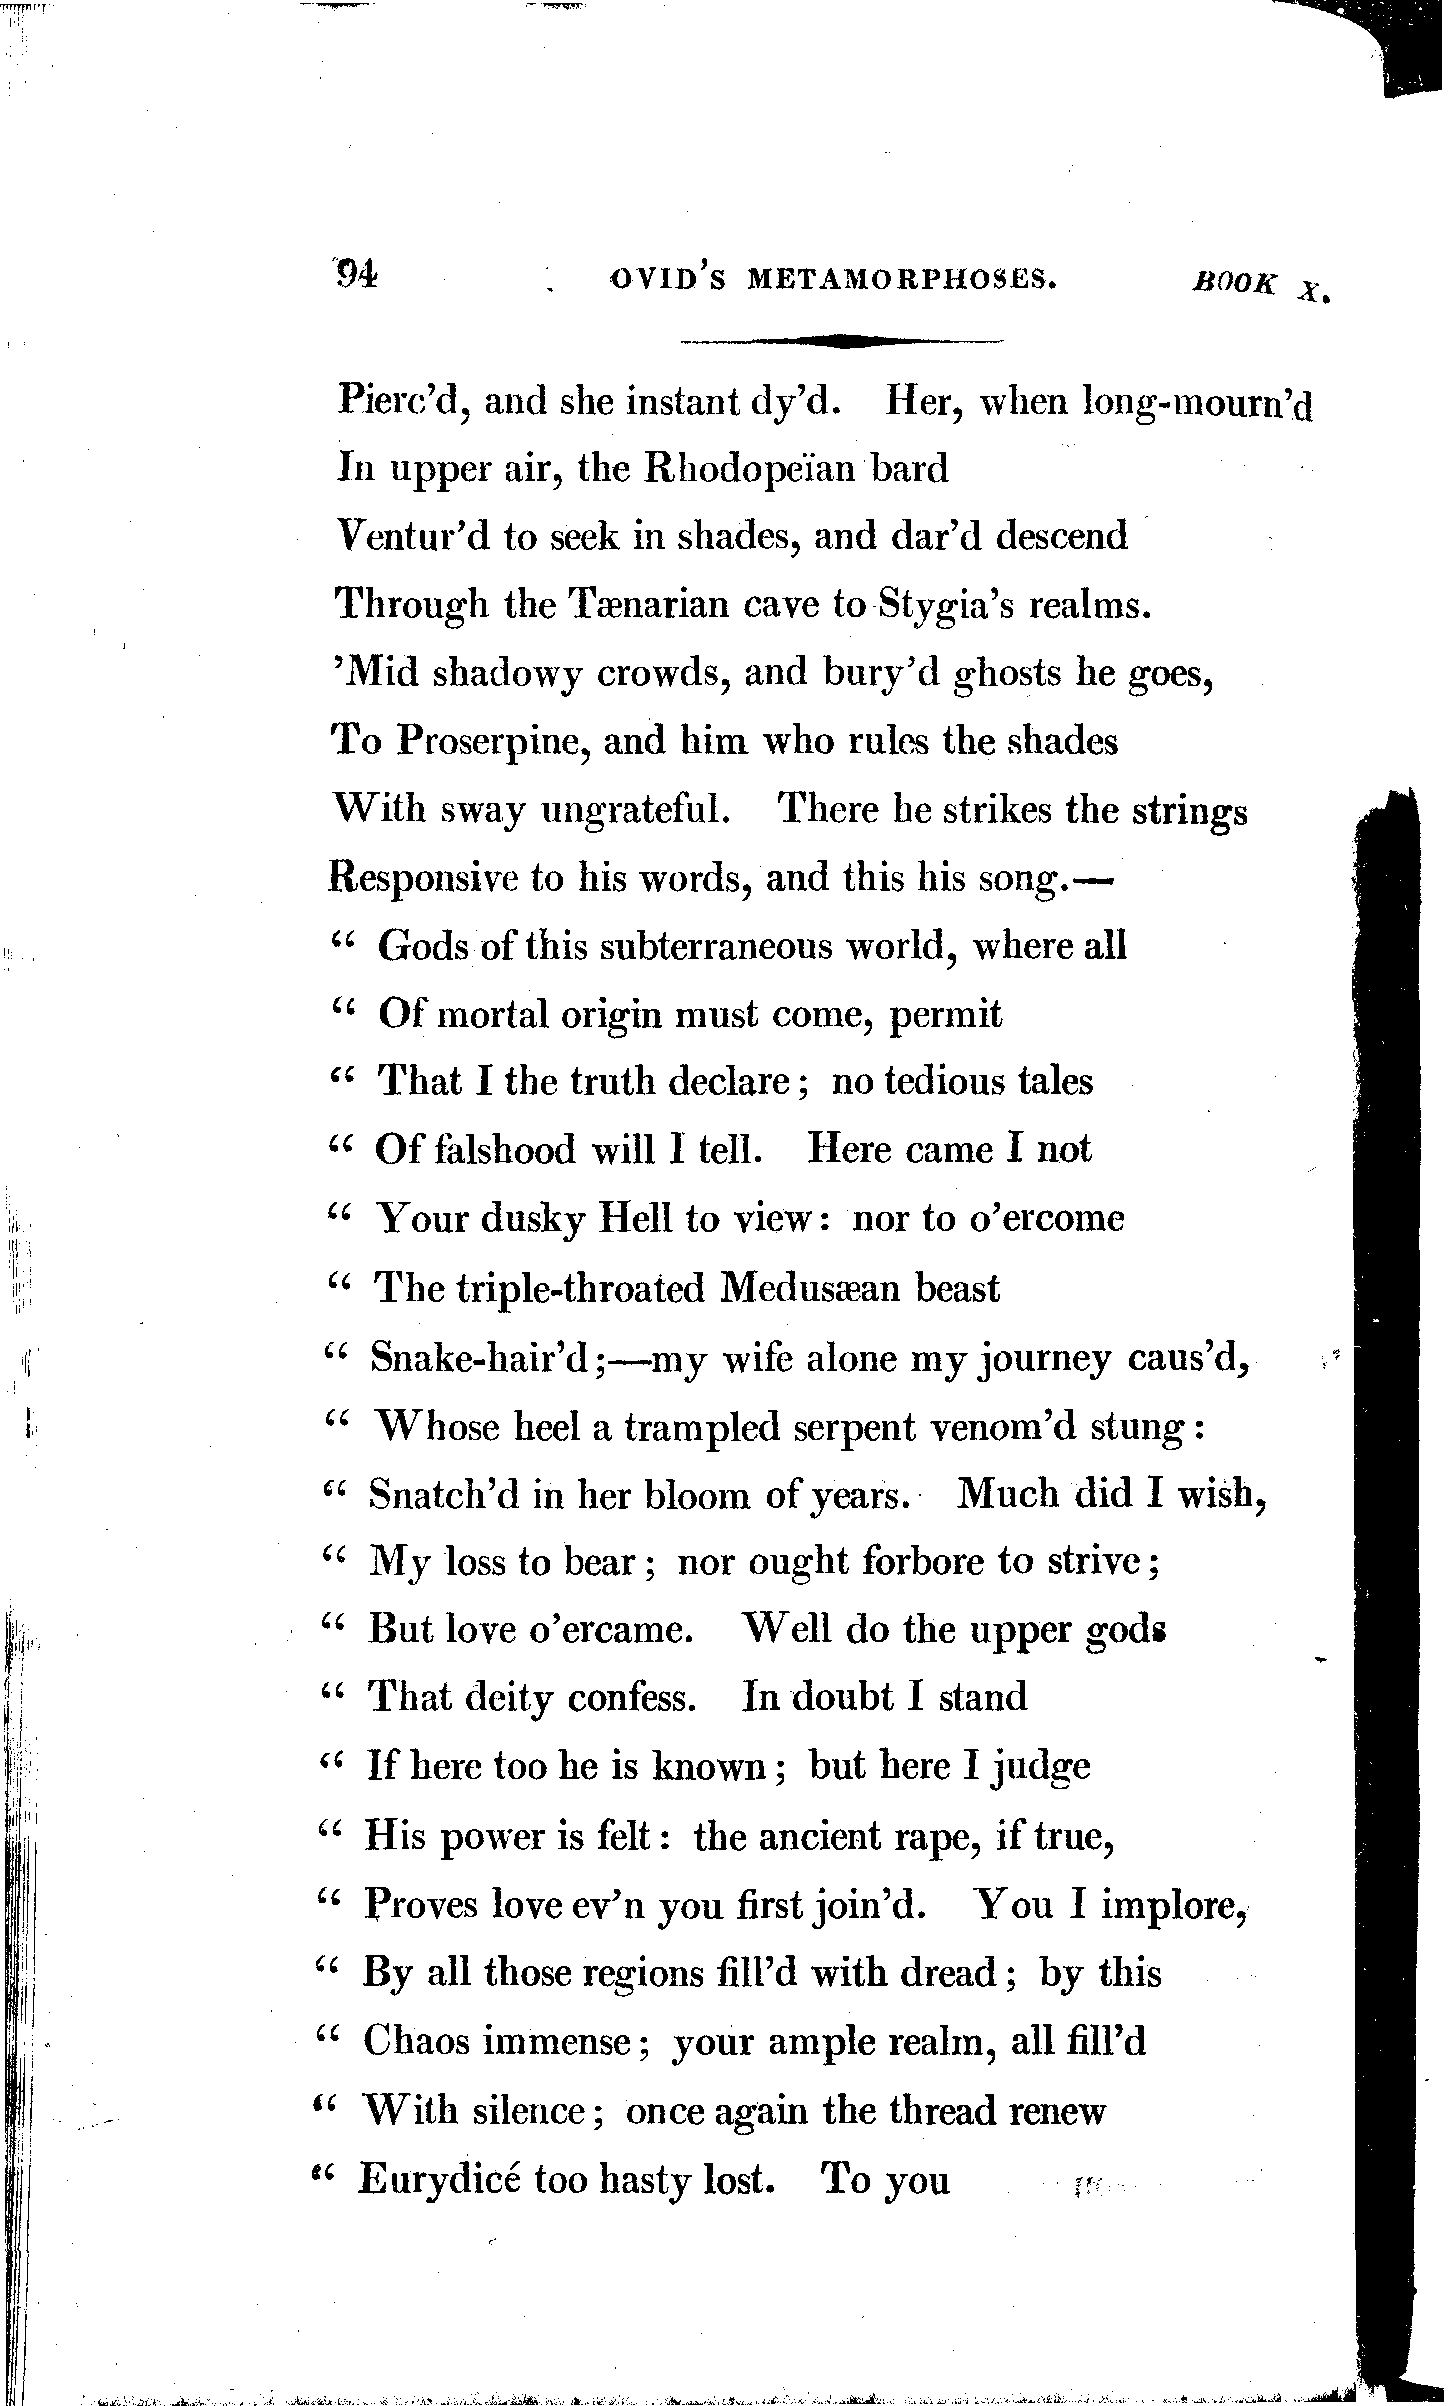 94 OVID'S METAMORPHOSES. BOOK X.
Pierc'd, and she instant dy'd. Her, when long-mourn'd
In upper air, the Rhodopeïan bard
Ventur'd to seek in shades, and dar'd descend
Through the Tænarian cave to Stygia's realms.
'Mid shadowy crowds, and bury'd ghosts he goes,
To Proserpine, and him who rules the shades
With sway ungrateful. There he strikes the strings
Responsive to his words, and this his song.—
“ Gods of this subterraneous world, where all
“ Of mortal origin must come, permit
“ That I the truth declare; no tedious tales
“ Of falshood will I tell. Here came I not
“ Your dusky Hell to view: nor to o'ercome
“ The triple-throated Medusæan beast
“ Snake-hair'd;—my wife alone my journey caus'd,
“ Whose heel a trampled serpent venom'd stung:
“ Snatch'd in her bloom of years. Much did I wish,
“ My loss to bear; nor ought forbore to strive;
“ But love o'ercame. Well do the upper gods
“ That deity confess. In doubt I stand
“ If here too he is known; but here I judge
“ His power is felt: the ancient rape, if true,
“ Proves love ev'n you first join'd. You I implore,
“ By all those regions fill'd with dread; by this
“ Chaos immense; your ample realm, all fill'd
“ With silence; once again the thread renew
“ Eurydicé too hasty lost. To you